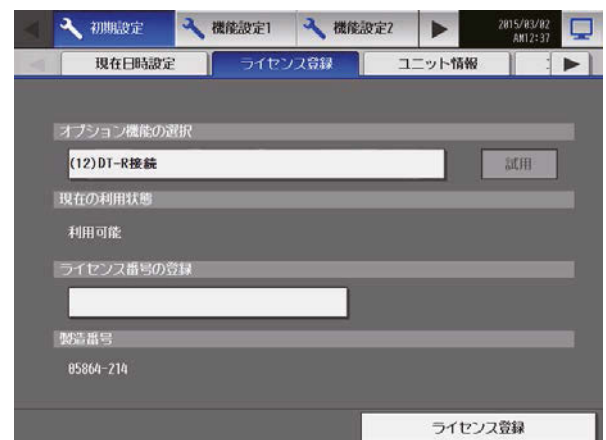 初期設定
機能設定1
機能設定2
2015/03/02
AM12:37
現在日時設定
ライセンス登録
ユニット情報
オプション機能の選択
(12)DT-R接続
試用
現在の利用状態
利用可能
ライセンス番号の登録
製造番号
05864-214
ライセンス登録